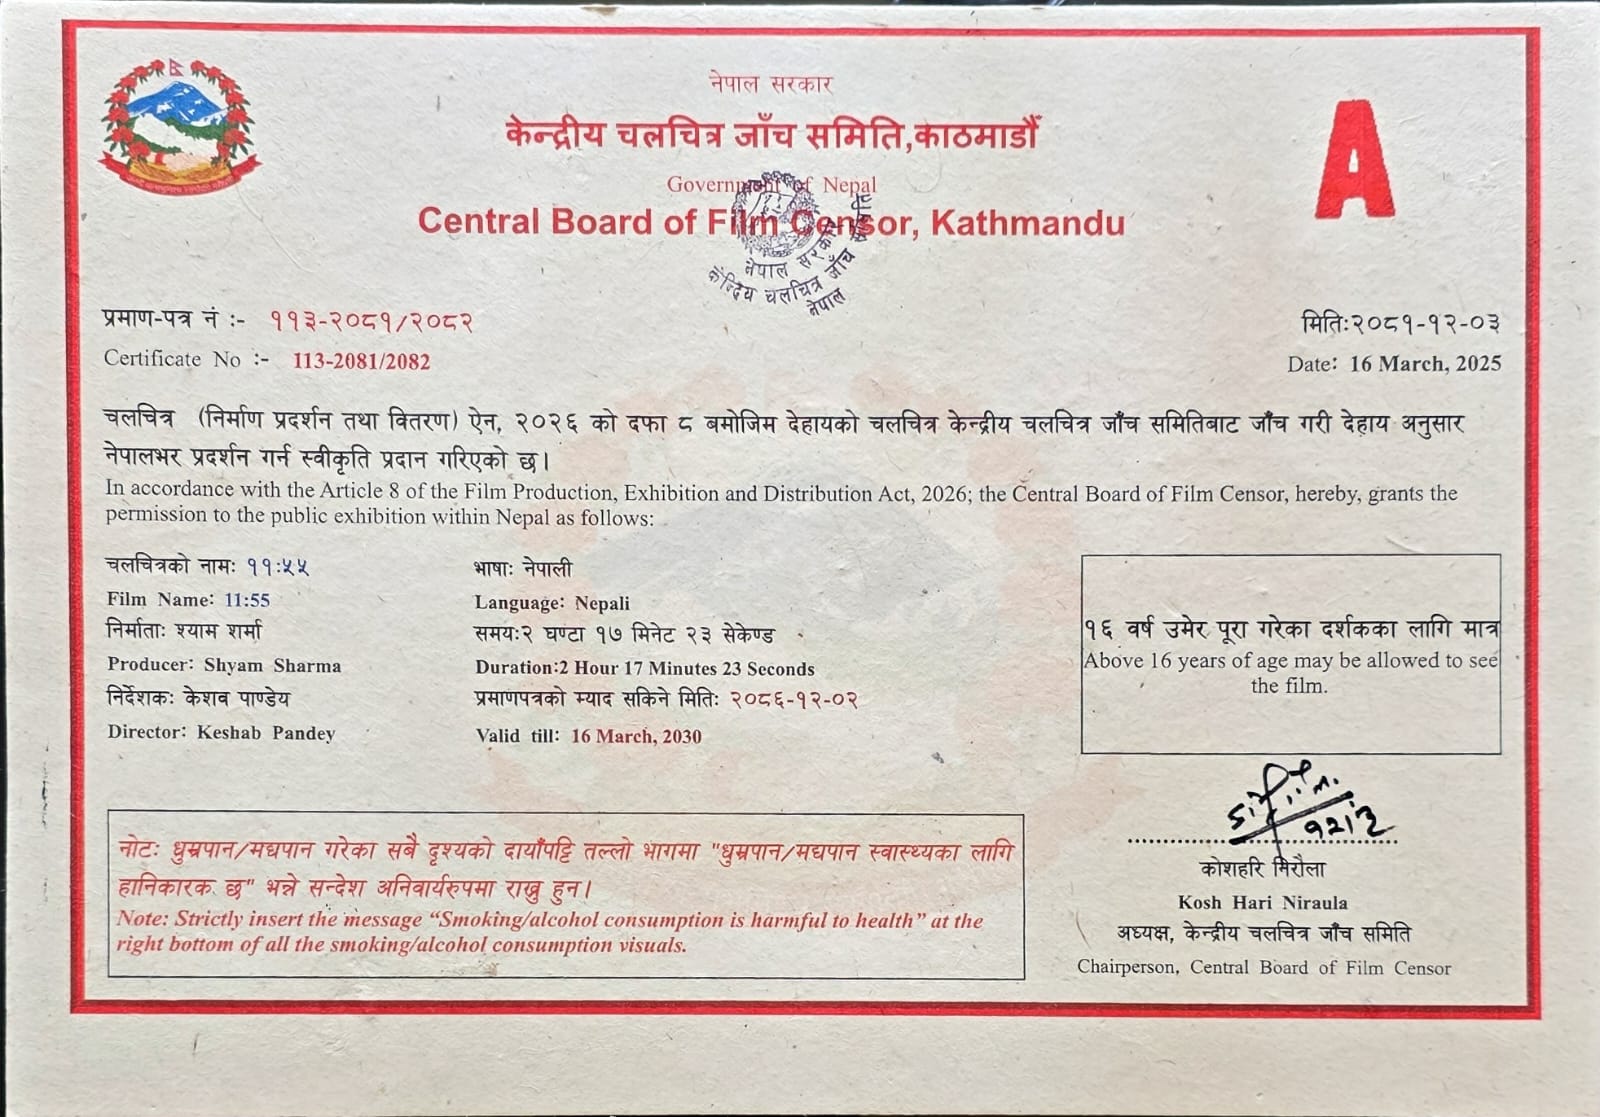 नेपाल सरकार
केन्द्रीय चलचित्र जाँच समिति,काठमाडौँ
Government of Nepal
Central Board of Film Censor, Kathmandu
A
नेपाल सरकार
केन्द्रिय चलचित्र जाँच समिति
नेपाल
प्रमाण-पत्र नं :- ११३-२०८१/२०८२
मितिः२०८१-१२-०३
Certificate No :- 113-2081/2082
Date: 16 March, 2025
चलचित्र (निर्माण प्रदर्शन तथा वितरण) ऐन, २०२६ को दफा ८ बमोजिम देहायको चलचित्र केन्द्रीय चलचित्र जाँच समितिबाट जाँच गरी देहाय अनुसार
नेपालभर प्रदर्शन गर्न स्वीकृति प्रदान गरिएको छ।
In accordance with the Article 8 of the Film Production, Exhibition and Distribution Act, 2026; the Central Board of Film Censor, hereby, grants the
permission to the public exhibition within Nepal as follows:
चलचित्रको नामः ११:५५
Film Name: 11:55
निर्माताः श्याम शर्मा
Producer: Shyam Sharma
निर्देशकः केशव पाण्डेय
Director: Keshab Pandey
भाषाः नेपाली
Language: Nepali
समयः२ घण्टा १७ मिनेट २३ सेकेण्ड
Duration:2 Hour 17 Minutes 23 Seconds
प्रमाणपत्रको म्याद सकिने मितिः २०८६-१२-०२
Valid till: 16 March, 2030
१६ वर्ष उमेर पूरा गरेका दर्शकका लागि मात्र
Above 16 years of age may be allowed to see
the film.
नोटः धुम्रपान/मद्यपान गरेका सबै दृश्यको दायाँपट्टि तल्लो भागमा "धुम्रपान/मद्यपान स्वास्थ्यका लागि
हानिकारक छ" भन्ने सन्देश अनिवार्यरुपमा राख्नु हुन।
Note: Strictly insert the message “Smoking/alcohol consumption is harmful to health” at the
right bottom of all the smoking/alcohol consumption visuals.
१२।३
कोशहरि निरौला
Kosh Hari Niraula
अध्यक्ष, केन्द्रीय चलचित्र जाँच समिति
Chairperson, Central Board of Film Censor